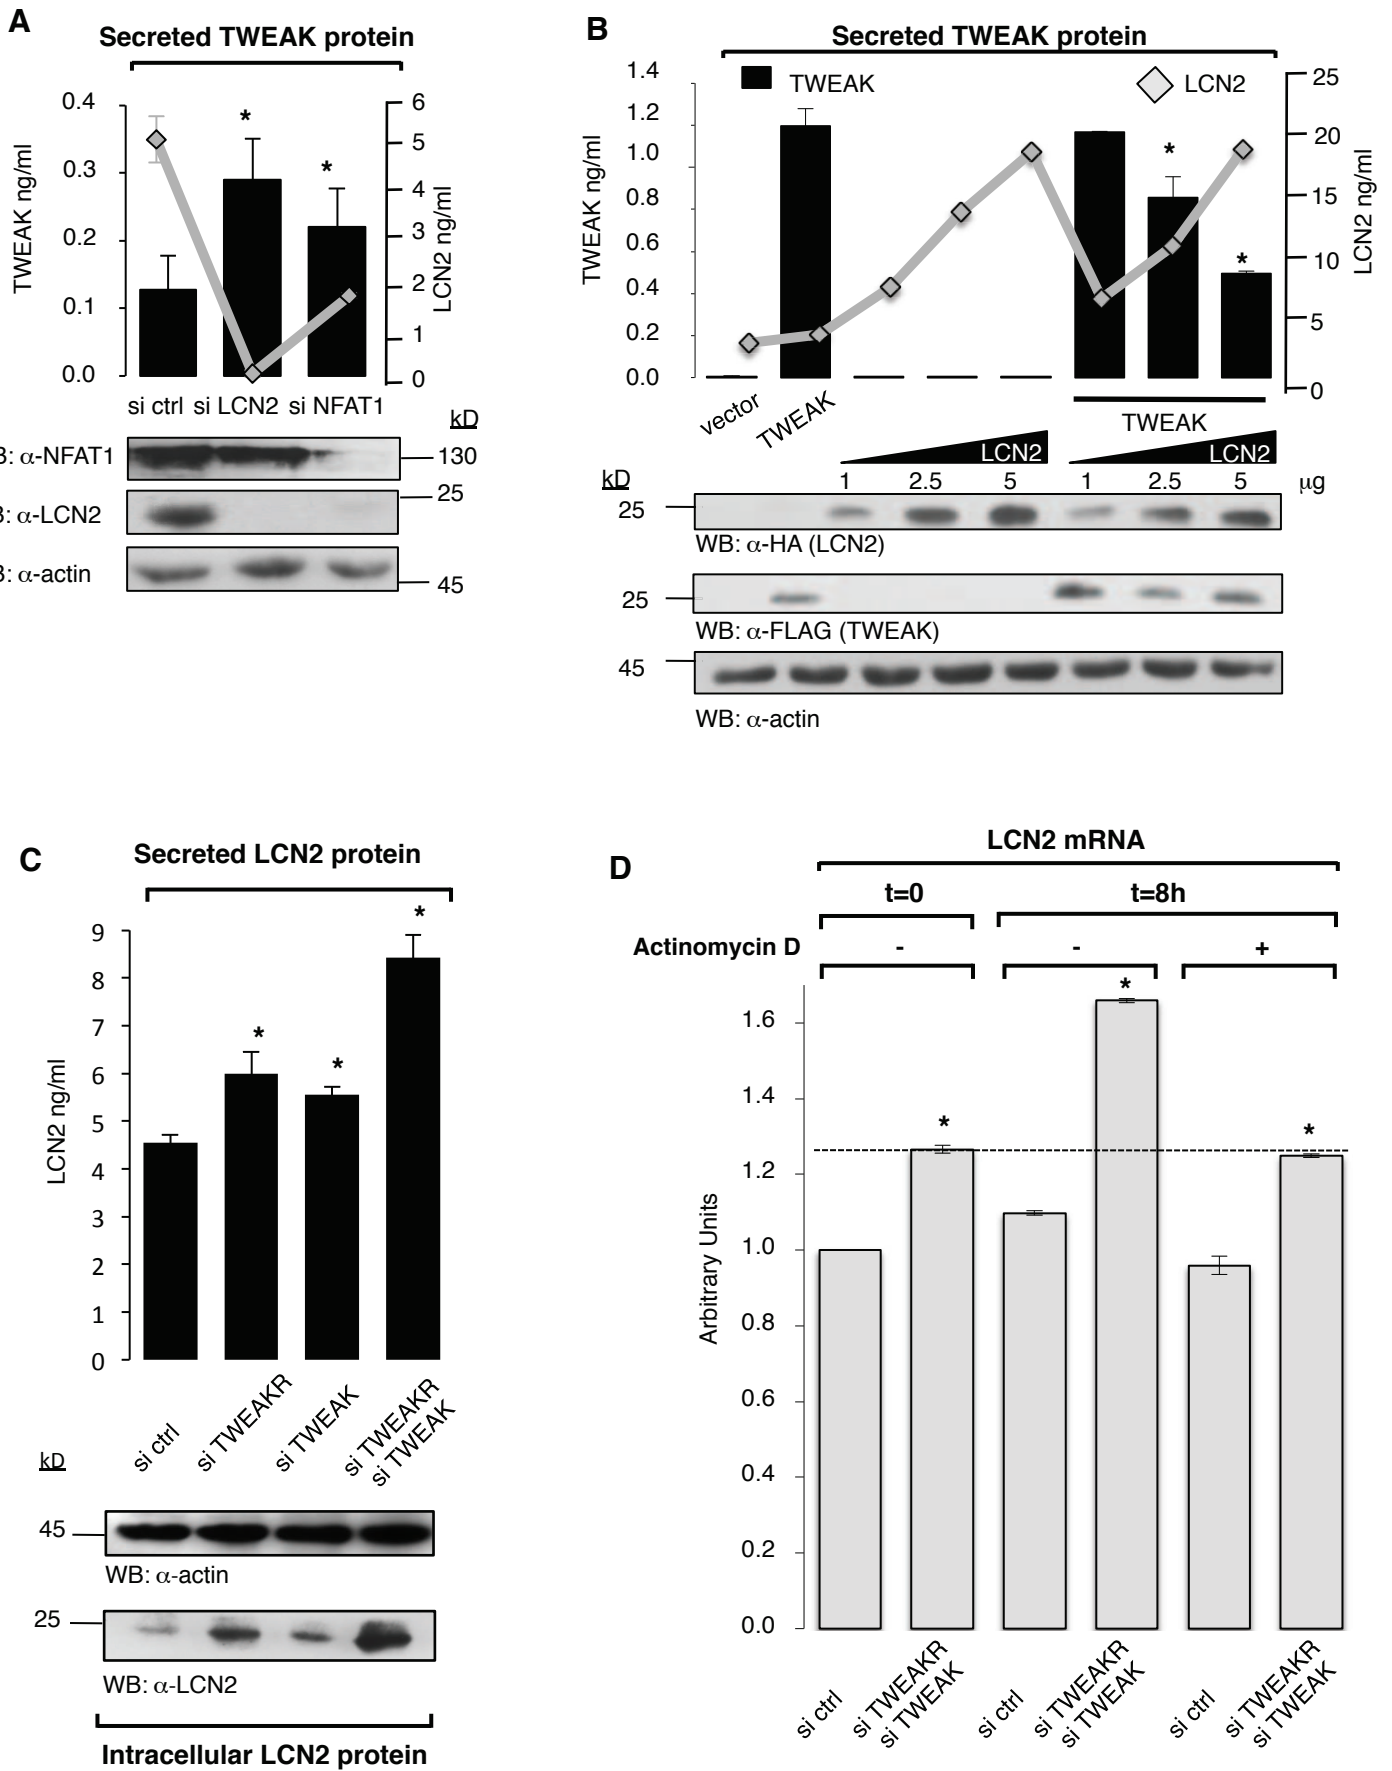 A
Secreted TWEAK protein
TWEAK ng/ml
0.4
0.3
0.2
0.1
0.0
6
5
4
3
2
1
0
LCN2 ng/ml
*
*
si ctrl si LCN2 si NFAT1
kD
B: α-NFAT1
130
25
B: α-LCN2
B: α-actin
45
B
Secreted TWEAK protein
TWEAK
LCN2
TWEAK ng/ml
1.4
1.2
1.0
0.8
0.6
0.4
0.2
0.0
25
20
15
10
5
0
LCN2 ng/ml
*
*
vector
TWEAK
TWEAK
LCN2
LCN2
kD
1 2.5 5 1 2.5 5 μg
25
WB: α-HA (LCN2)
25
WB: α-FLAG (TWEAK)
45
WB: α-actin
C
Secreted LCN2 protein
LCN2 ng/ml
9
8
7
6
5
4
3
2
1
0
*
*
*
si ctrl
si TWEAKR
si TWEAK
si TWEAKR
si TWEAK
kD
45
WB: α-actin
25
WB: α-LCN2
Intracellular LCN2 protein
D
LCN2 mRNA
t=0 t=8h
Actinomycin D - - +
Arbitrary Units
1.6
1.4
1.2
1.0
0.8
0.6
0.4
0.2
0.0
*
*
*
si ctrl
si TWEAKR
si TWEAK
si ctrl
si TWEAKR
si TWEAK
si ctrl
si TWEAKR
si TWEAK